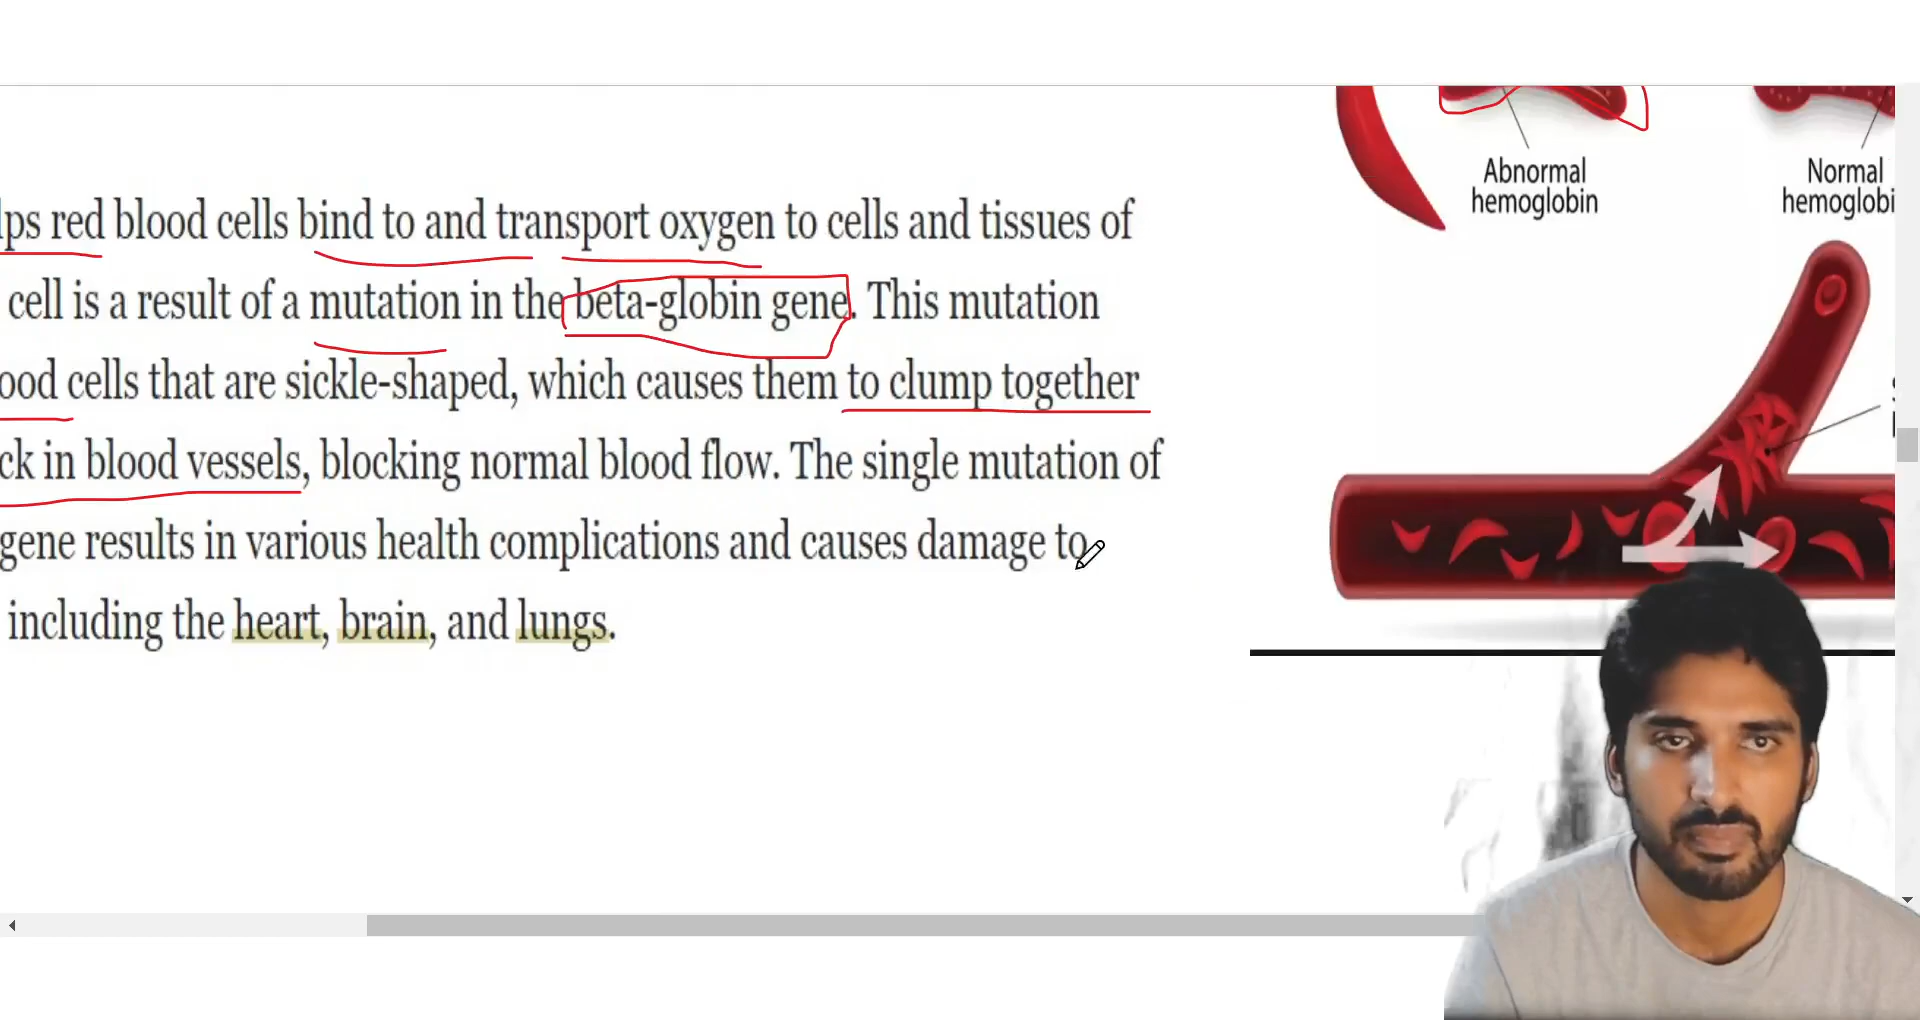 lps red blood cells bind to and transport oxygen to cells and tissues of
cell is a result of a mutation in the beta-globin gene. This mutation
ood cells that are sickle-shaped, which causes them to clump together
ck in blood vessels, blocking normal blood flow. The single mutation of
gene results in various health complications and causes damage to
including the heart, brain, and lungs.
Abnormal
hemoglobin
Normal
hemoglobi